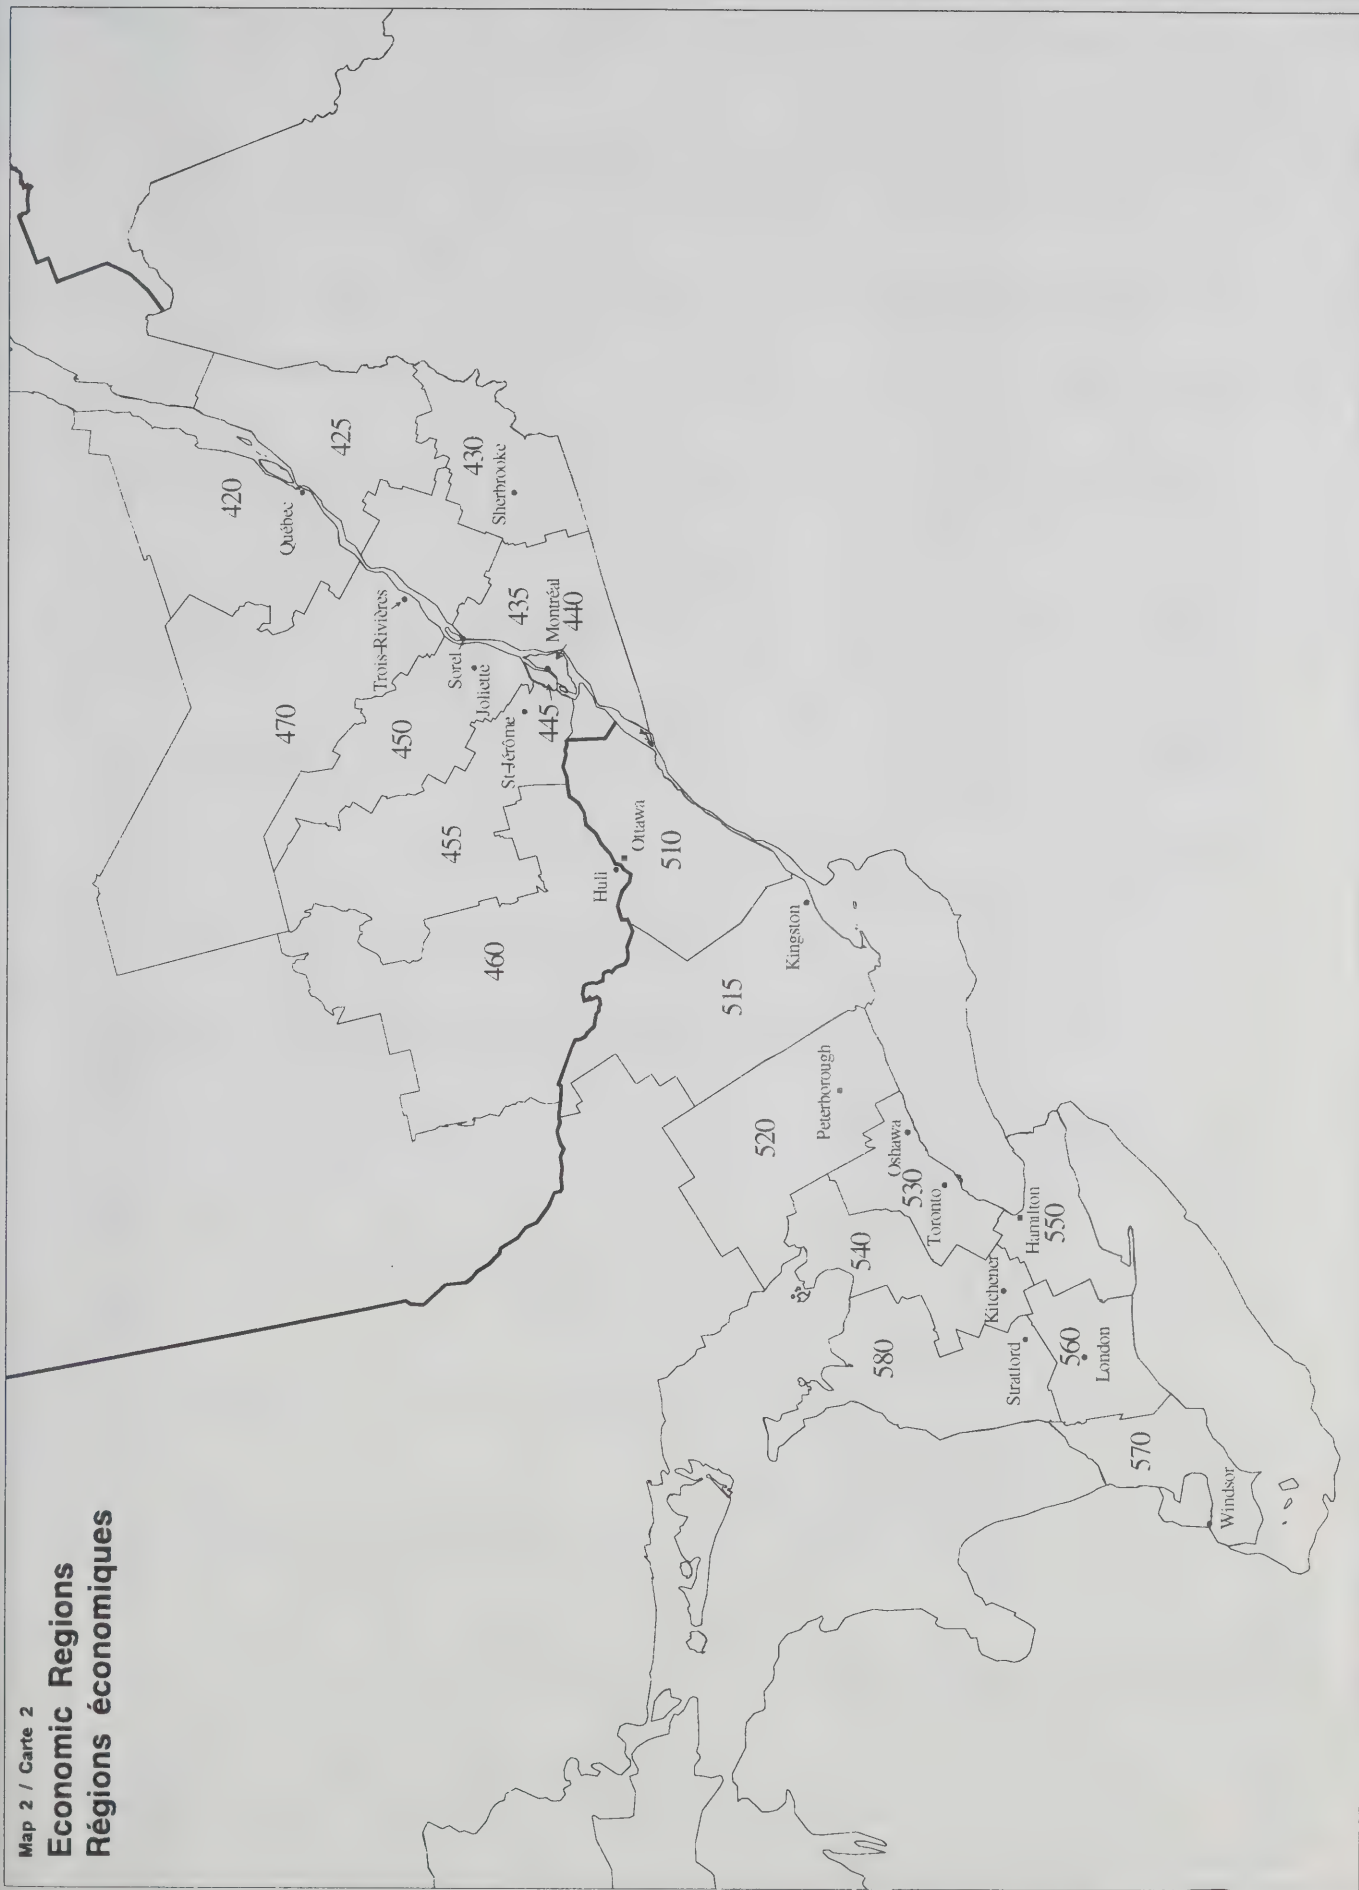 Map 2 / Carte 2
Economic Regions
Régions économiques
420
Québec
425
430
Sherbrooke
Trois-Rivières
470
435
Montréal
440
Sorel
Joliette
450
St-Jérôme
445
455
Hull
Ottawa
510
460
Kingston
515
Peterborough
520
Oshawa
530
Toronto
Hamilton
550
540
Kitchener
580
Stratford
560
London
570
Windsor